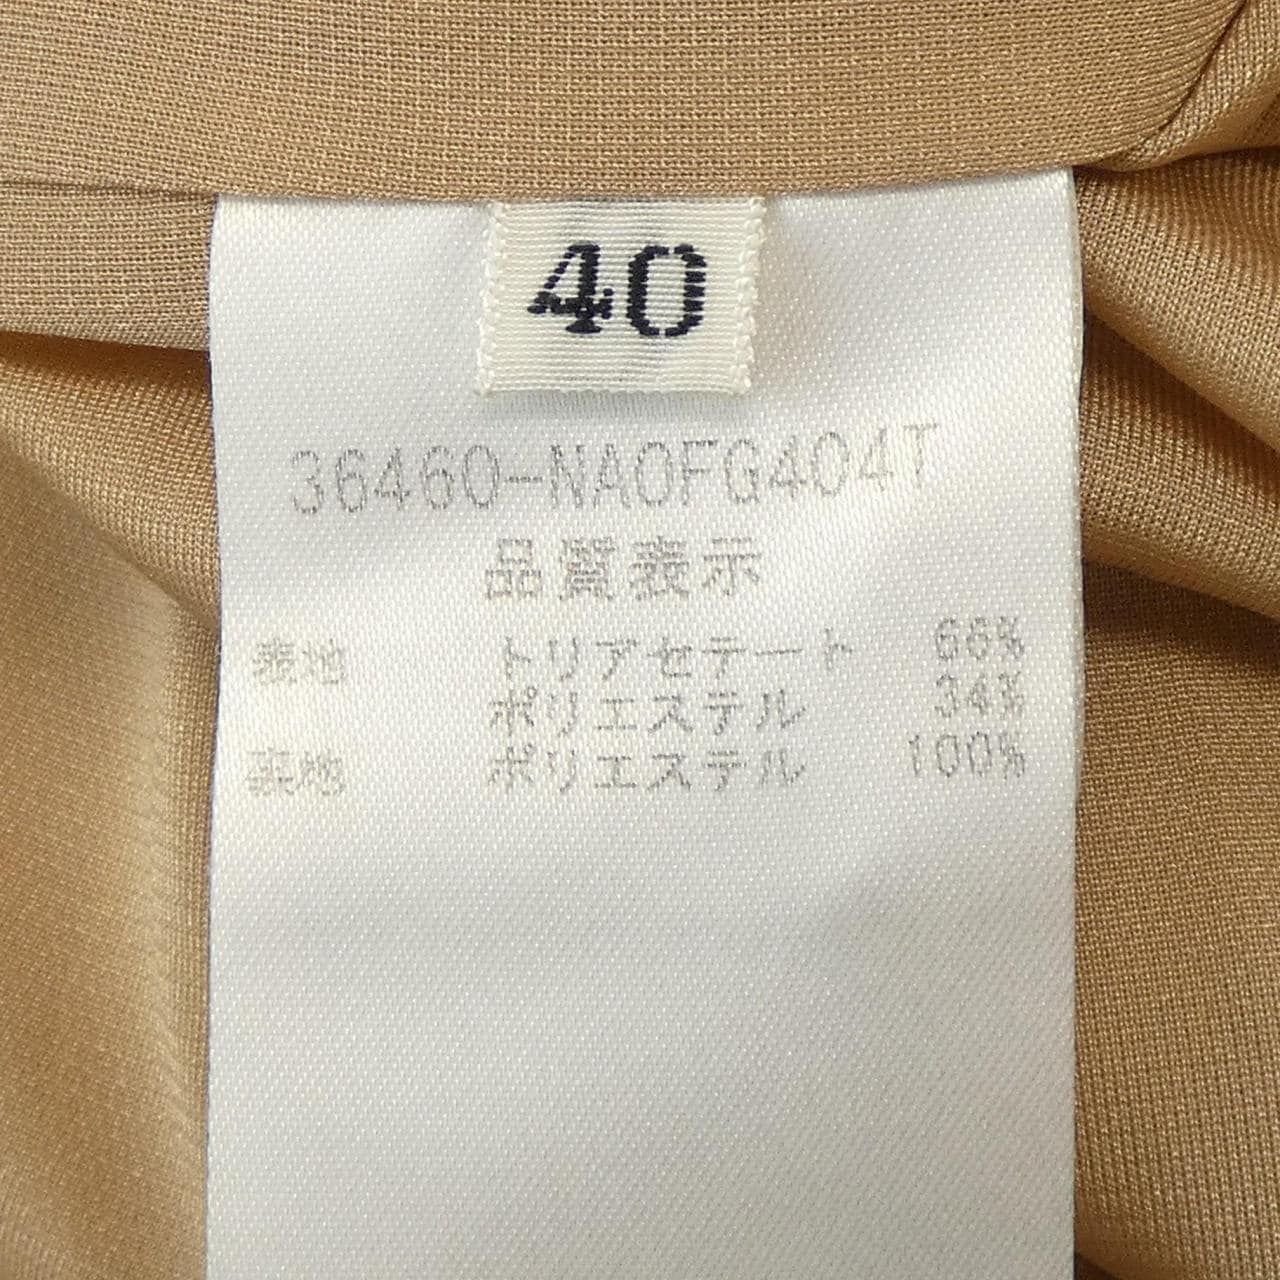 40
36460-NAOFG404T
品質表示
表地 トリアセテート 66%
ポリエステル 34%
裏地 ポリエステル 100%